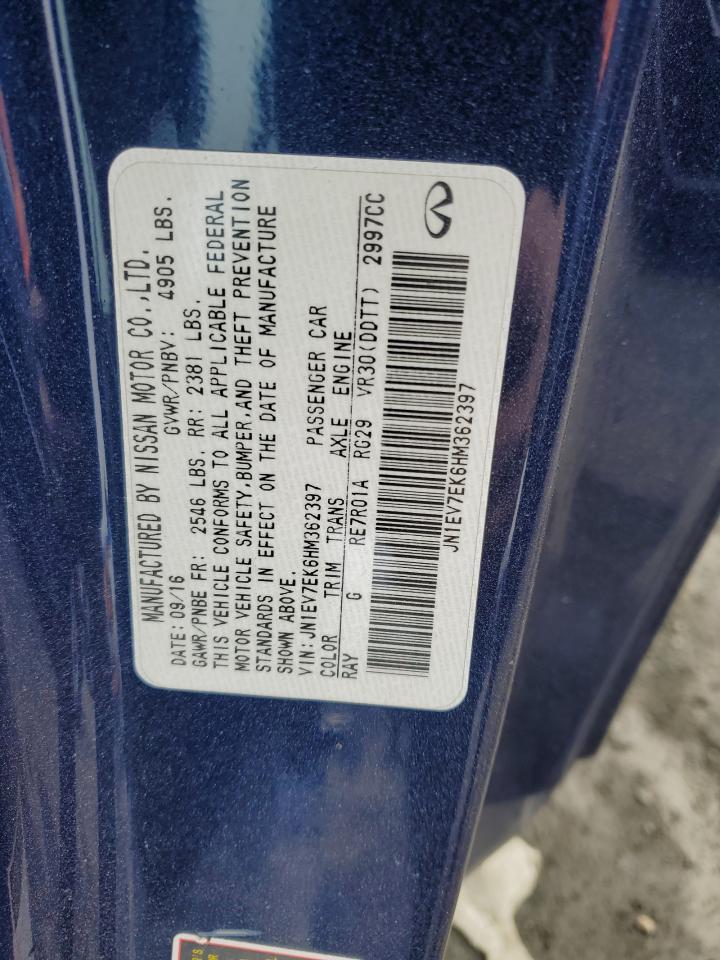 MANUFACTURED BY NISSAN MOTOR CO.,LTD.
DATE: 09/16 GVWR/PNBV: 4905 LBS.
GAWR/PNBE FR: 2546 LBS. RR: 2381 LBS.
THIS VEHICLE CONFORMS TO ALL APPLICABLE FEDERAL
MOTOR VEHICLE SAFETY,BUMPER,AND THEFT PREVENTION
STANDARDS IN EFFECT ON THE DATE OF MANUFACTURE
SHOWN ABOVE.
VIN:JN1EV7EK6HM362397 PASSENGER CAR
COLOR TRIM TRANS AXLE ENGINE
RAY G RE7R01A RG29 VR30(DDTT) 2997CC
JN1EV7EK6HM362397